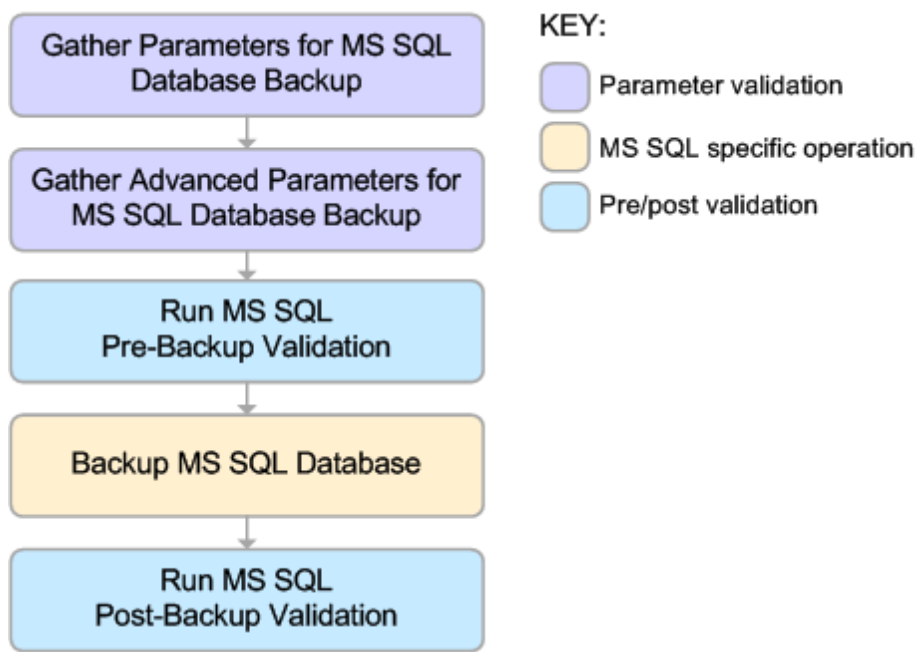 Gather Parameters for MS SQL
Database Backup
Gather Advanced Parameters for
MS SQL Database Backup
Run MS SQL
Pre-Backup Validation
Backup MS SQL Database
Run MS SQL
Post-Backup Validation
KEY:
Parameter validation
MS SQL specific operation
Pre/post validation